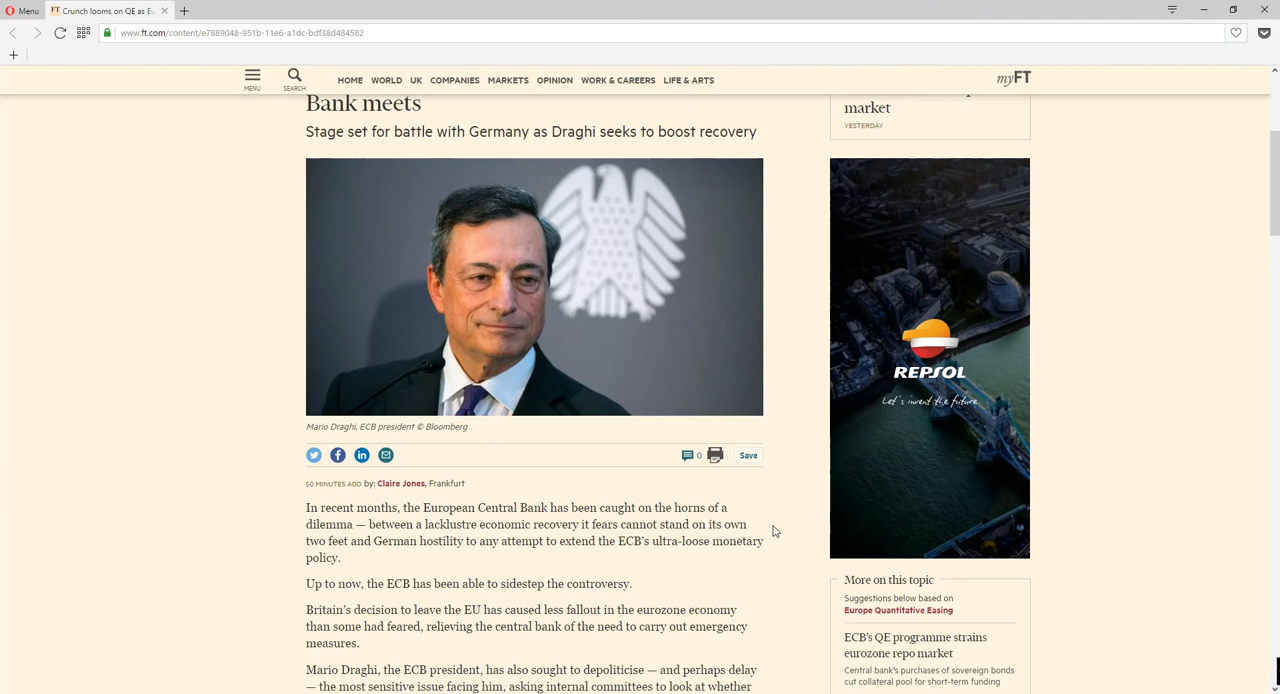 Menu
FT
Crunch looms on QE as Eu
www.ft.com/content/e7889048-951b-11e6-a1dc-bdf38d484582
MENU
SEARCH
HOME WORLD UK COMPANIES MARKETS OPINION WORK & CAREERS LIFE & ARTS
myFT
Bank meets
Stage set for battle with Germany as Draghi seeks to boost recovery
Mario Draghi, ECB president © Bloomberg
0
Save
50 MINUTES AGO by: Claire Jones, Frankfurt
In recent months, the European Central Bank has been caught on the horns of a
dilemma — between a lacklustre economic recovery it fears cannot stand on its own
two feet and German hostility to any attempt to extend the ECB's ultra-loose monetary
policy.
Up to now, the ECB has been able to sidestep the controversy.
Britain's decision to leave the EU has caused less fallout in the eurozone economy
than some had feared, relieving the central bank of the need to carry out emergency
measures.
Mario Draghi, the ECB president, has also sought to depoliticise — and perhaps delay
— the most sensitive issue facing him, asking internal committees to look at whether
market
YESTERDAY
REPSOL
Let's invent the future
More on this topic
Suggestions below based on
Europe Quantitative Easing
ECB's QE programme strains
eurozone repo market
Central bank's purchases of sovereign bonds
cut collateral pool for short-term funding